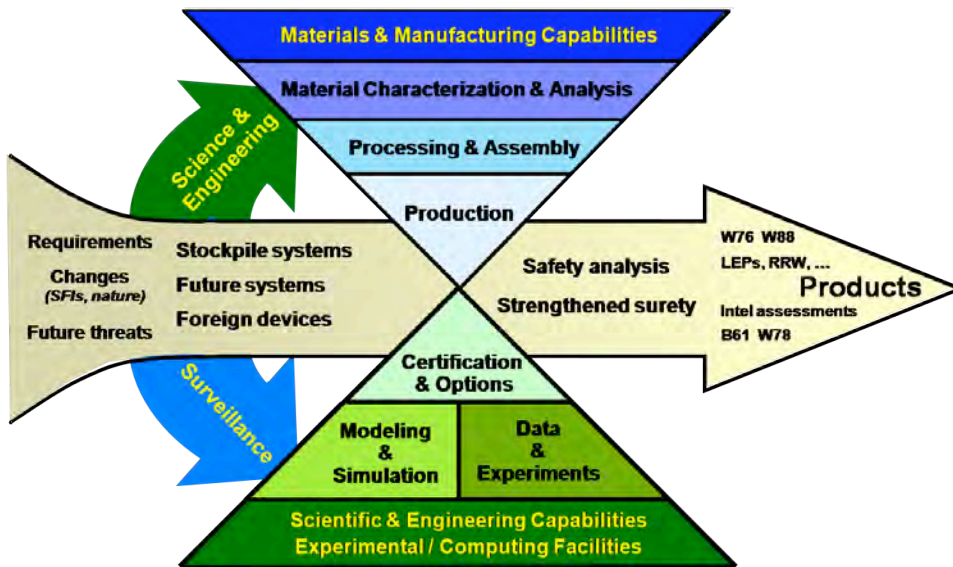 Materials & Manufacturing Capabilities
Material Characterization & Analysis
Processing & Assembly
Production
Science &
Engineering
Requirements
Changes
(SFIs, nature)
Future threats
Stockpile systems
Future systems
Foreign devices
Safety analysis
Strengthened surety
W76 W88
LEPs, RRW, ...
Products
Intel assessments
B61 W78
Surveillance
Certification
& Options
Modeling
&
Simulation
Data
&
Experiments
Scientific & Engineering Capabilities
Experimental / Computing Facilities